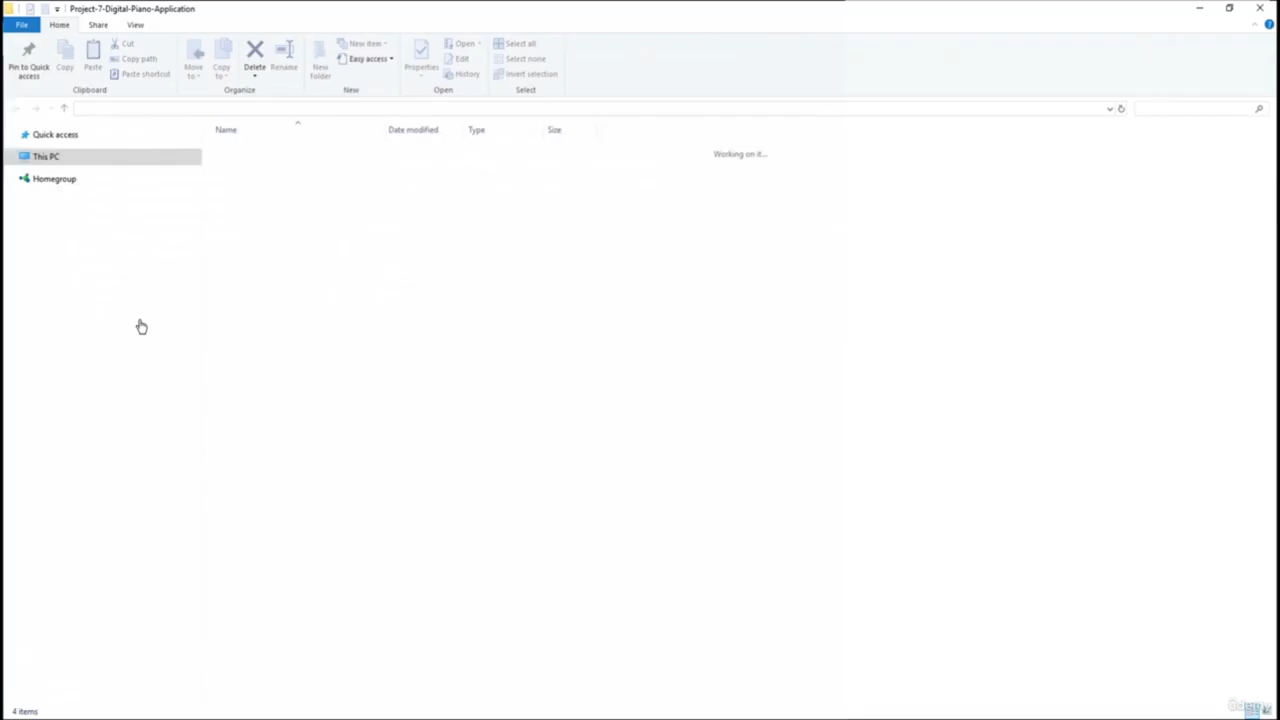 Project-7-Digital-Piano-Application
File Home Share View
Pin to Quick access
Copy
Paste
Cut
Copy path
Paste shortcut
Clipboard
Move to
Copy to
Delete
Rename
Organize
New folder
New item
Easy access
New
Properties
Open
Edit
History
Open
Select all
Select none
Invert selection
Select
Name Date modified Type Size
Working on it...
Quick access
This PC
Homegroup
4 items